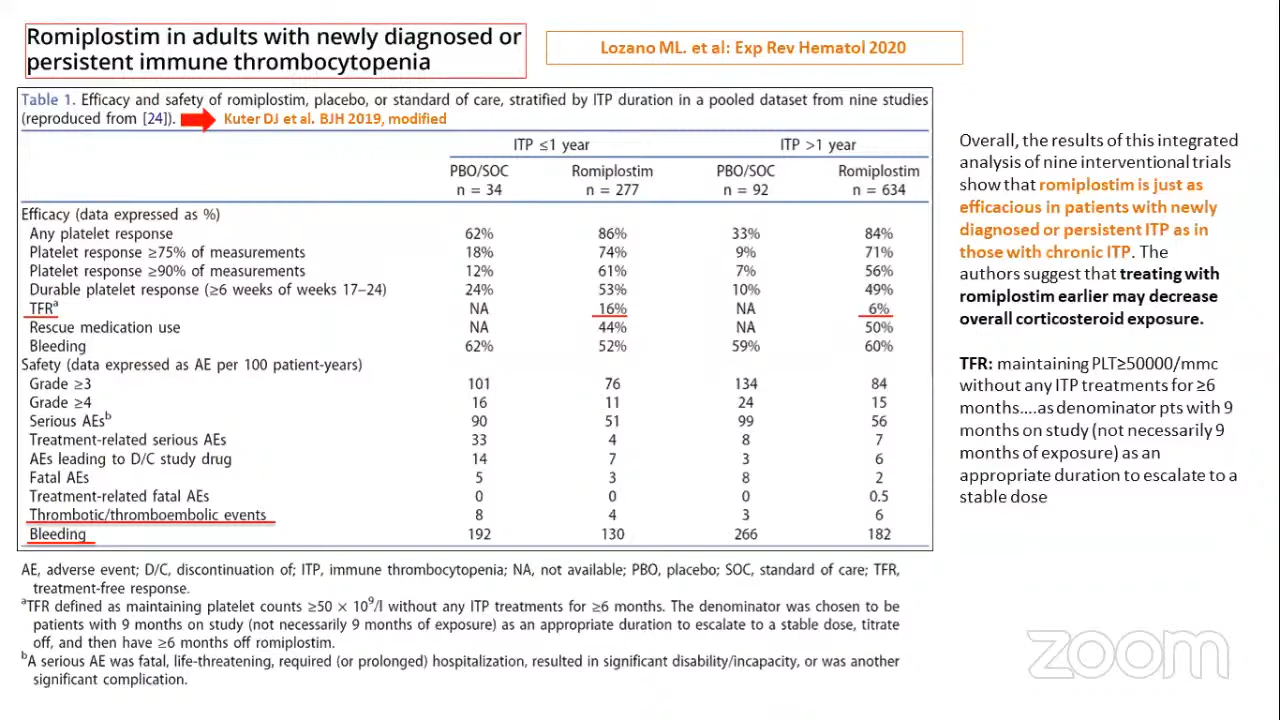 Romiplostim in adults with newly diagnosed or
persistent immune thrombocytopenia
Lozano ML. et al: Exp Rev Hematol 2020
Table 1. Efficacy and safety of romiplostim, placebo, or standard of care, stratified by ITP duration in a pooled dataset from nine studies
(reproduced from [24]). Kuter DJ et al. BJH 2019, modified
ITP ≤1 year ITP >1 year
PBO/SOC Romiplostim PBO/SOC Romiplostim
n = 34 n = 277 n = 92 n = 634
Efficacy (data expressed as %)
Any platelet response 62% 86% 33% 84%
Platelet response ≥75% of measurements 18% 74% 9% 71%
Platelet response ≥90% of measurements 12% 61% 7% 56%
Durable platelet response (≥6 weeks of weeks 17–24) 24% 53% 10% 49%
TFRa NA 16% NA 6%
Rescue medication use NA 44% NA 50%
Bleeding 62% 52% 59% 60%
Safety (data expressed as AE per 100 patient-years)
Grade ≥3 101 76 134 84
Grade ≥4 16 11 24 15
Serious AEsb 90 51 99 56
Treatment-related serious AEs 33 4 8 7
AEs leading to D/C study drug 14 7 3 6
Fatal AEs 5 3 8 2
Treatment-related fatal AEs 0 0 0 0.5
Thrombotic/thromboembolic events 8 4 3 6
Bleeding 192 130 266 182
AE, adverse event; D/C, discontinuation of; ITP, immune thrombocytopenia; NA, not available; PBO, placebo; SOC, standard of care; TFR,
treatment-free response.
aTFR defined as maintaining platelet counts ≥50 × 109/l without any ITP treatments for ≥6 months. The denominator was chosen to be
patients with 9 months on study (not necessarily 9 months of exposure) as an appropriate duration to escalate to a stable dose, titrate
off, and then have ≥6 months off romiplostim.
bA serious AE was fatal, life-threatening, required (or prolonged) hospitalization, resulted in significant disability/incapacity, or was another
significant complication.
Overall, the results of this integrated
analysis of nine interventional trials
show that romiplostim is just as
efficacious in patients with newly
diagnosed or persistent ITP as in
those with chronic ITP. The
authors suggest that treating with
romiplostim earlier may decrease
overall corticosteroid exposure.
TFR: maintaining PLT≥50000/mmc
without any ITP treatments for ≥6
months....as denominator pts with 9
months on study (not necessarily 9
months of exposure) as an
appropriate duration to escalate to a
stable dose
zoom